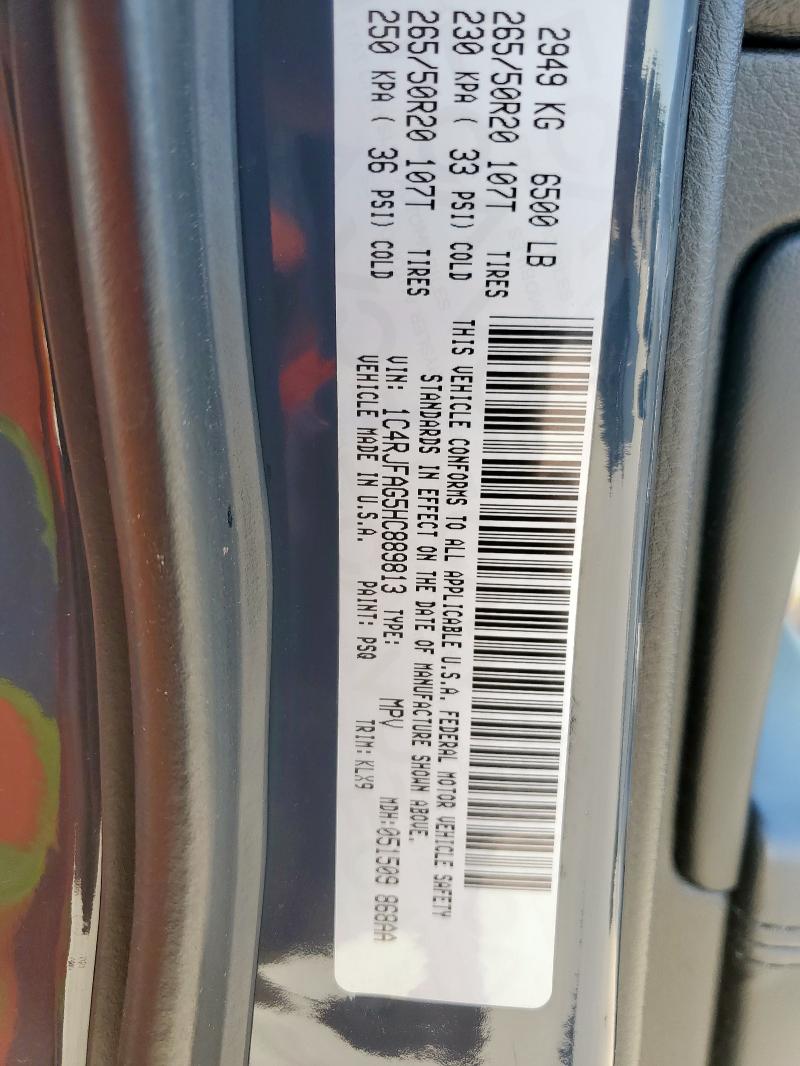 2949 KG 6500 LB
265/50R20 107T TIRES
230 KPA ( 33 PSI) COLD
265/50R20 107T TIRES
250 KPA ( 36 PSI) COLD
THIS VEHICLE CONFORMS TO ALL APPLICABLE U.S.A. FEDERAL MOTOR VEHICLE SAFETY
STANDARDS IN EFFECT ON THE DATE OF MANUFACTURE SHOWN ABOVE.
VIN: 1C4RJFAG5HC889813 TYPE: MPV MDH:051509 868AA
VEHICLE MADE IN U.S.A. PAINT: PSQ TRIM: KLX9